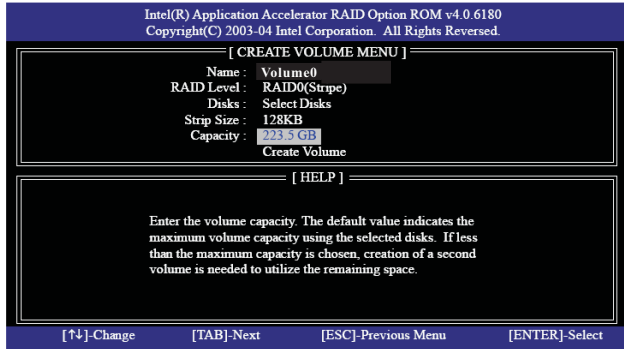 Intel(R) Application Accelerator RAID Option ROM v4.0.6180
Copyright(C) 2003-04 Intel Corporation. All Rights Reversed.
[ CREATE VOLUME MENU ]
Name : Volume0
RAID Level : RAID0(Stripe)
Disks : Select Disks
Strip Size : 128KB
Capacity : 223.5 GB
Create Volume
[ HELP ]
Enter the volume capacity. The default value indicates the
maximum volume capacity using the selected disks. If less
than the maximum capacity is chosen, creation of a second
volume is needed to utilize the remaining space.
[↑↓]-Change [TAB]-Next [ESC]-Previous Menu [ENTER]-Select